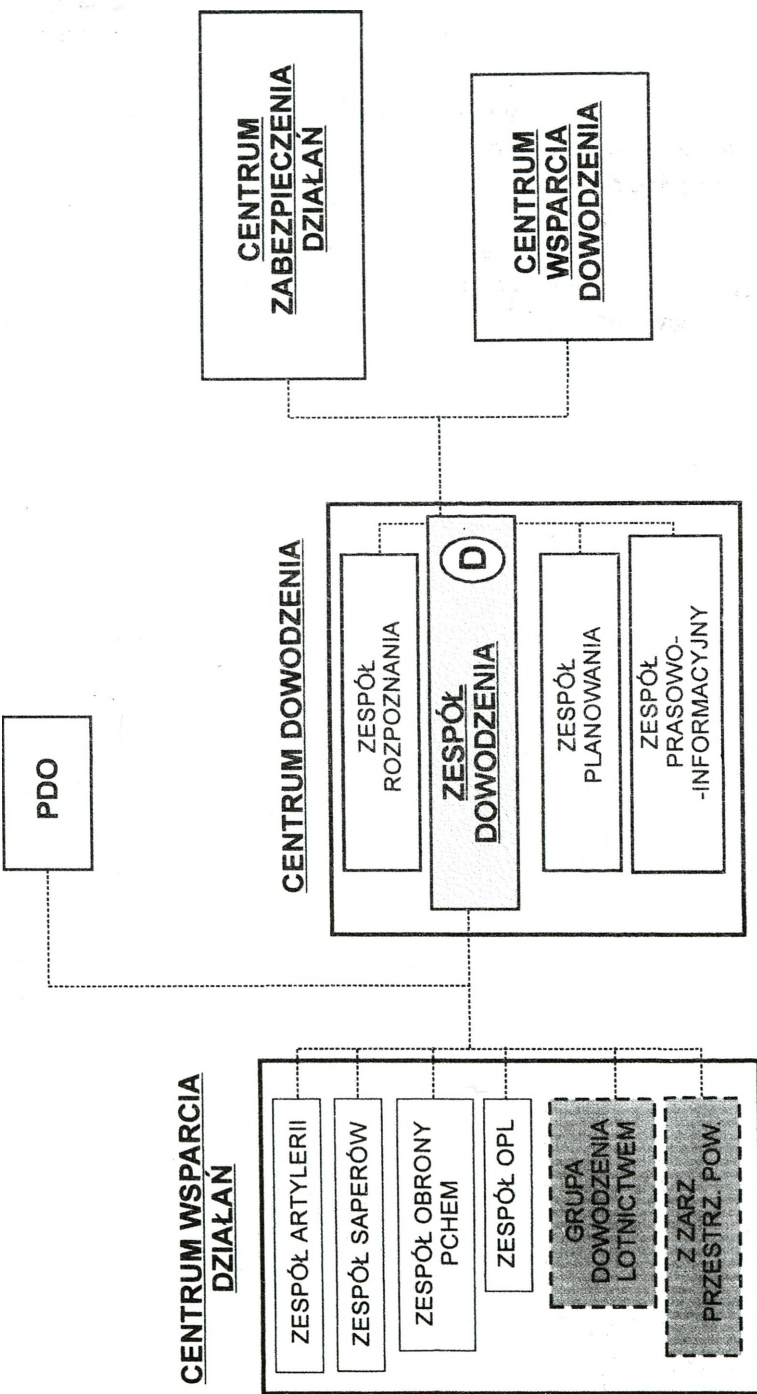 PDO
CENTRUM WSPARCIA
DZIAŁAŃ
ZESPÓŁ ARTYLERII
ZESPÓŁ SAPERÓW
ZESPÓŁ OBRONY
PCHEM
ZESPÓŁ OPL
GRUPA
DOWODZENIA
LOTNICTWEM
Z ZARZ
PRZESTRZ. POW.
CENTRUM DOWODZENIA
ZESPÓŁ
ROZPOZNANIA
ZESPÓŁ
DOWODZENIA
D
ZESPÓŁ
PLANOWANIA
ZESPÓŁ
PRASOWO-
-INFORMACYJNY
CENTRUM
ZABEZPIECZENIA
DZIAŁAŃ
CENTRUM
WSPARCIA
DOWODZENIA